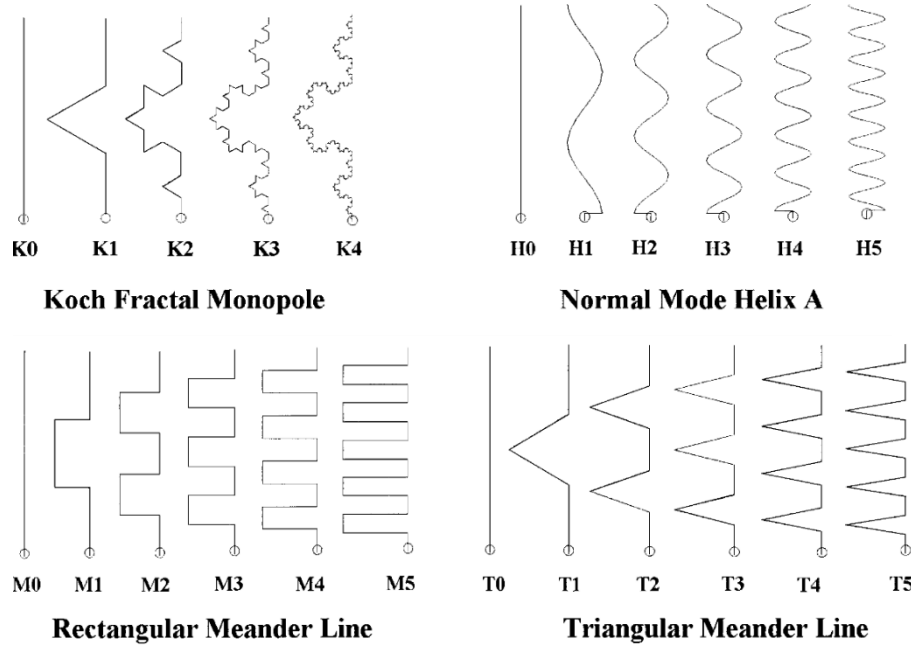 K0 K1 K2 K3 K4
Koch Fractal Monopole
H0 H1 H2 H3 H4 H5
Normal Mode Helix A
M0 M1 M2 M3 M4 M5
Rectangular Meander Line
T0 T1 T2 T3 T4 T5
Triangular Meander Line